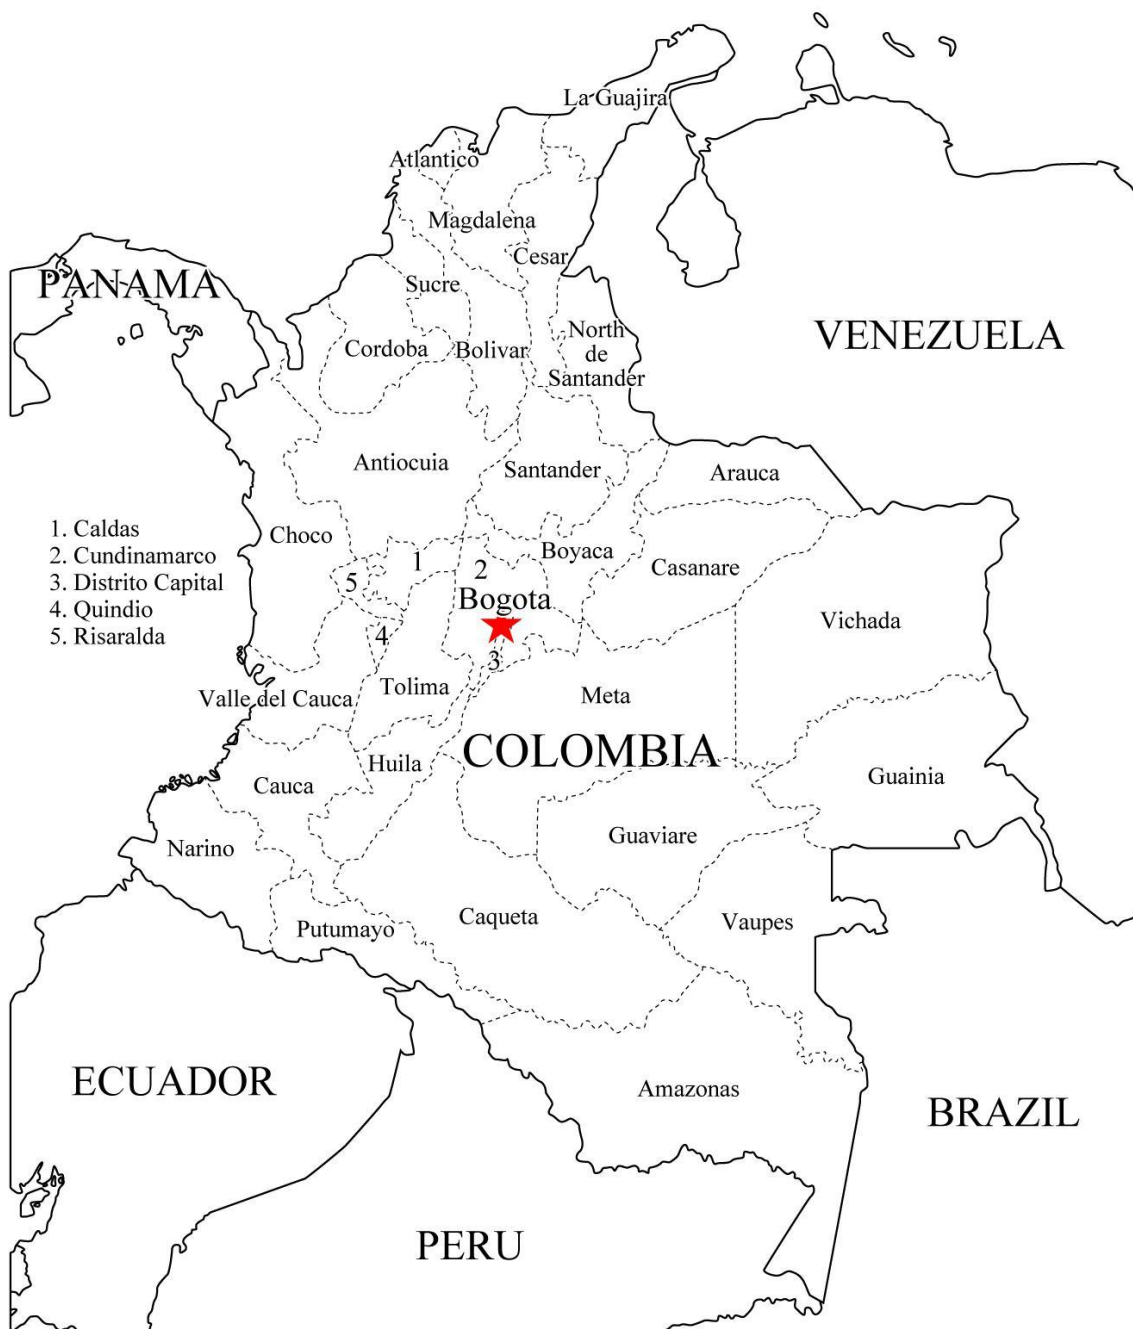 La Guajira
Atlantico
Magdalena
Cesar
PANAMA
Sucre
VENEZUELA
North
de
Santander
Cordoba
Bolivar
Antiocuia
Santander
Arauca
1. Caldas
2. Cundinamarco
3. Distrito Capital
4. Quindio
5. Risaralda
Choco
Boyaca
Casanare
1
2
5
Bogota
Vichada
4
3
Tolima
Valle del Cauca
Meta
COLOMBIA
Huila
Cauca
Guainia
Guaviare
Narino
Caqueta
Vaupes
Putumayo
ECUADOR
Amazonas
BRAZIL
PERU